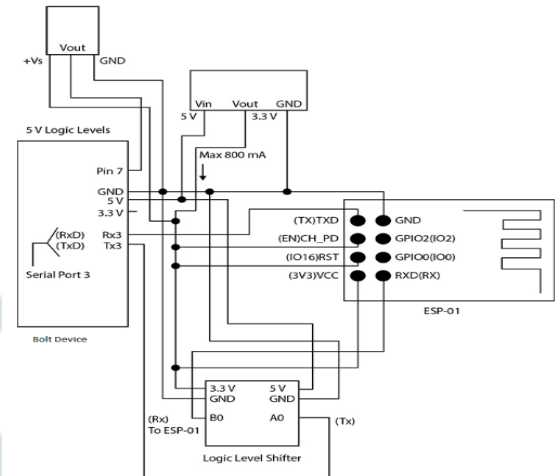 Vout
+Vs GND
Vin Vout GND
5 V 3.3 V
5 V Logic Levels
Max 800 mA
Pin 7
GND
5 V
3.3 V
(RxD) Rx3
(TxD) Tx3
Serial Port 3
Bolt Device
(TX)TXD GND
(EN)CH_PD GPIO2(IO2)
(IO16)RST GPIO0(IO0)
(3V3)VCC RXD(RX)
ESP-01
3.3 V 5 V
GND GND
B0 A0
(Rx)
To ESP-01
(Tx)
Logic Level Shifter